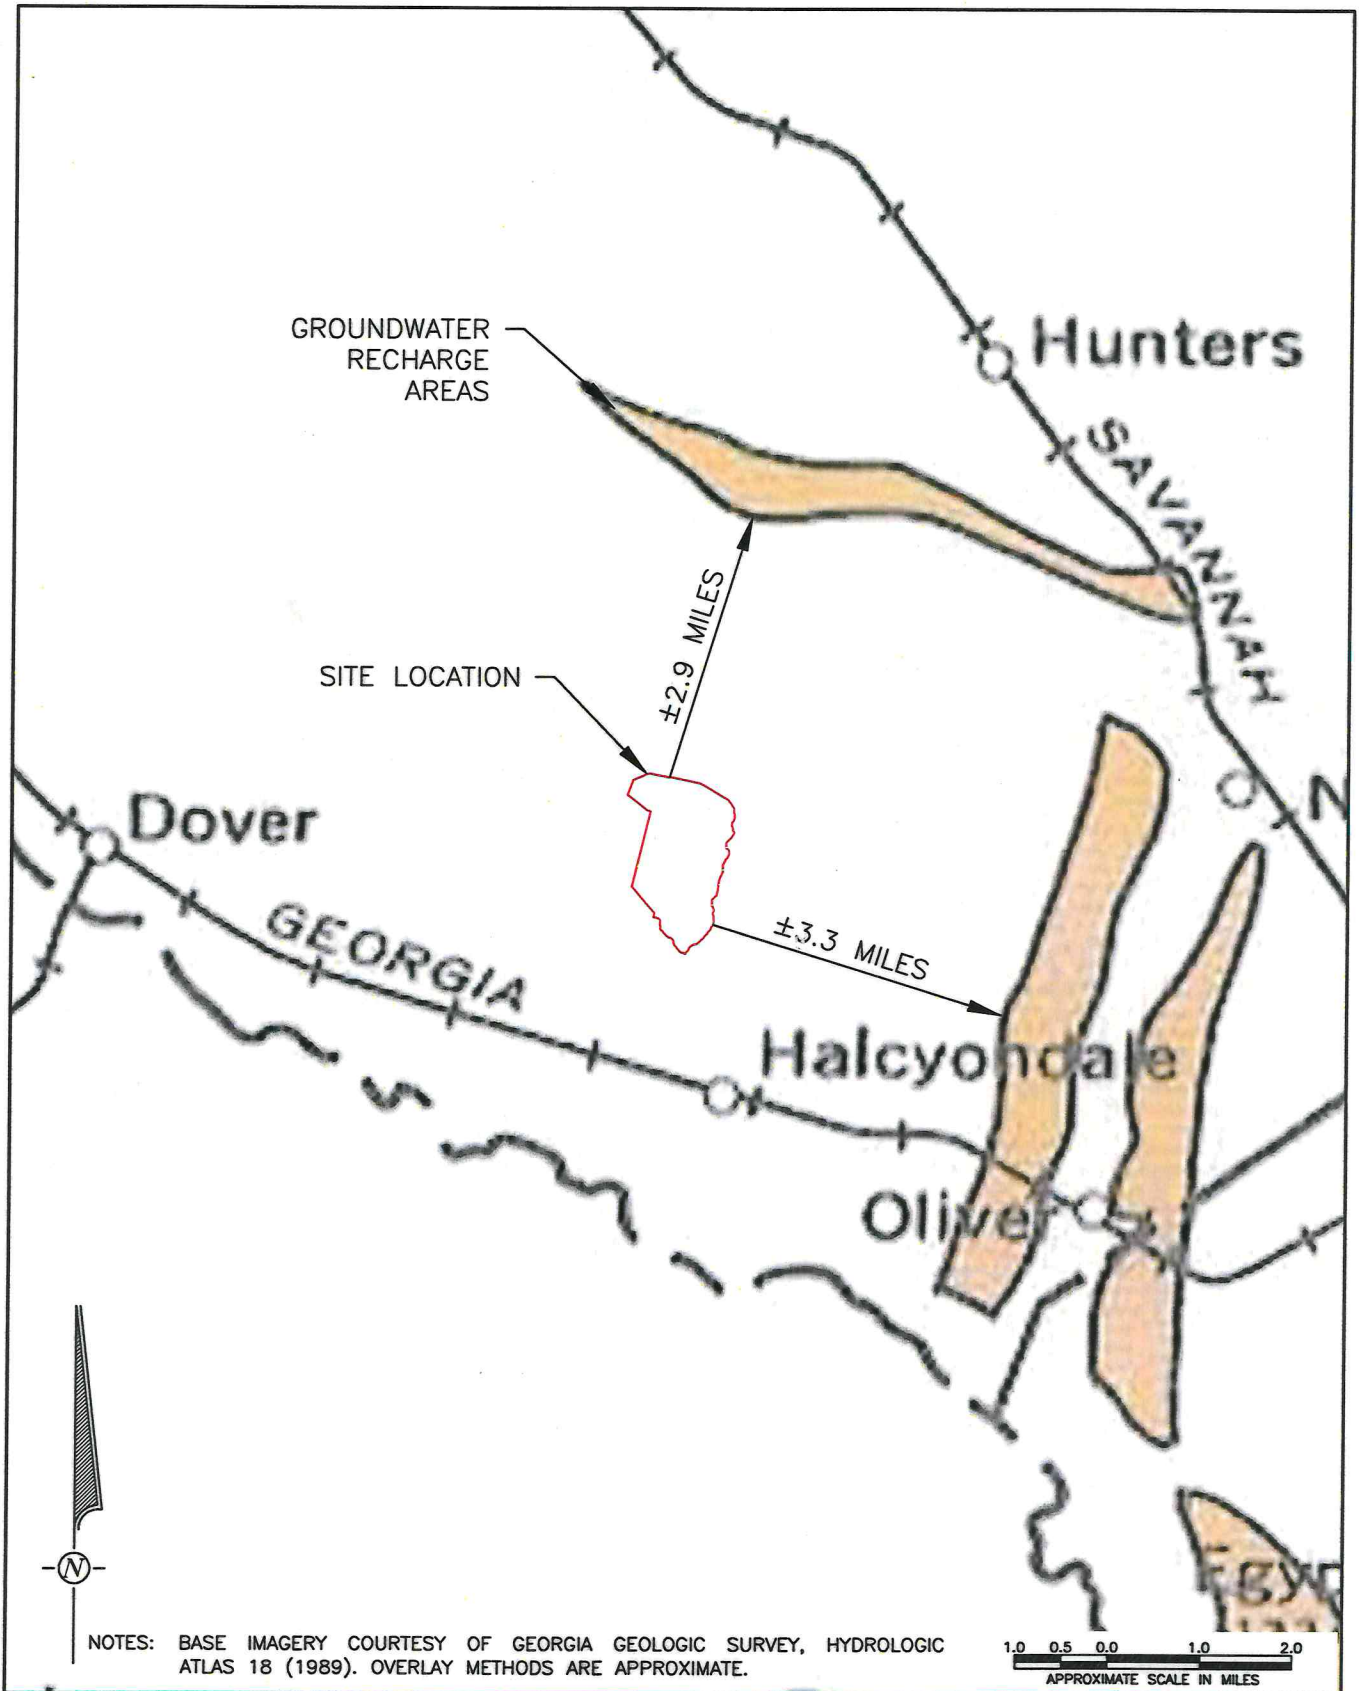 Hunters
GROUNDWATER
RECHARGE
AREAS
SAVANNAH
±2.9 MILES
SITE LOCATION
N
Dover
GEORGIA
±3.3 MILES
Halcyondale
Oliver
Egyp
N
NOTES: BASE IMAGERY COURTESY OF GEORGIA GEOLOGIC SURVEY, HYDROLOGIC
ATLAS 18 (1989). OVERLAY METHODS ARE APPROXIMATE.
1.0 0.5 0.0 1.0 2.0
APPROXIMATE SCALE IN MILES